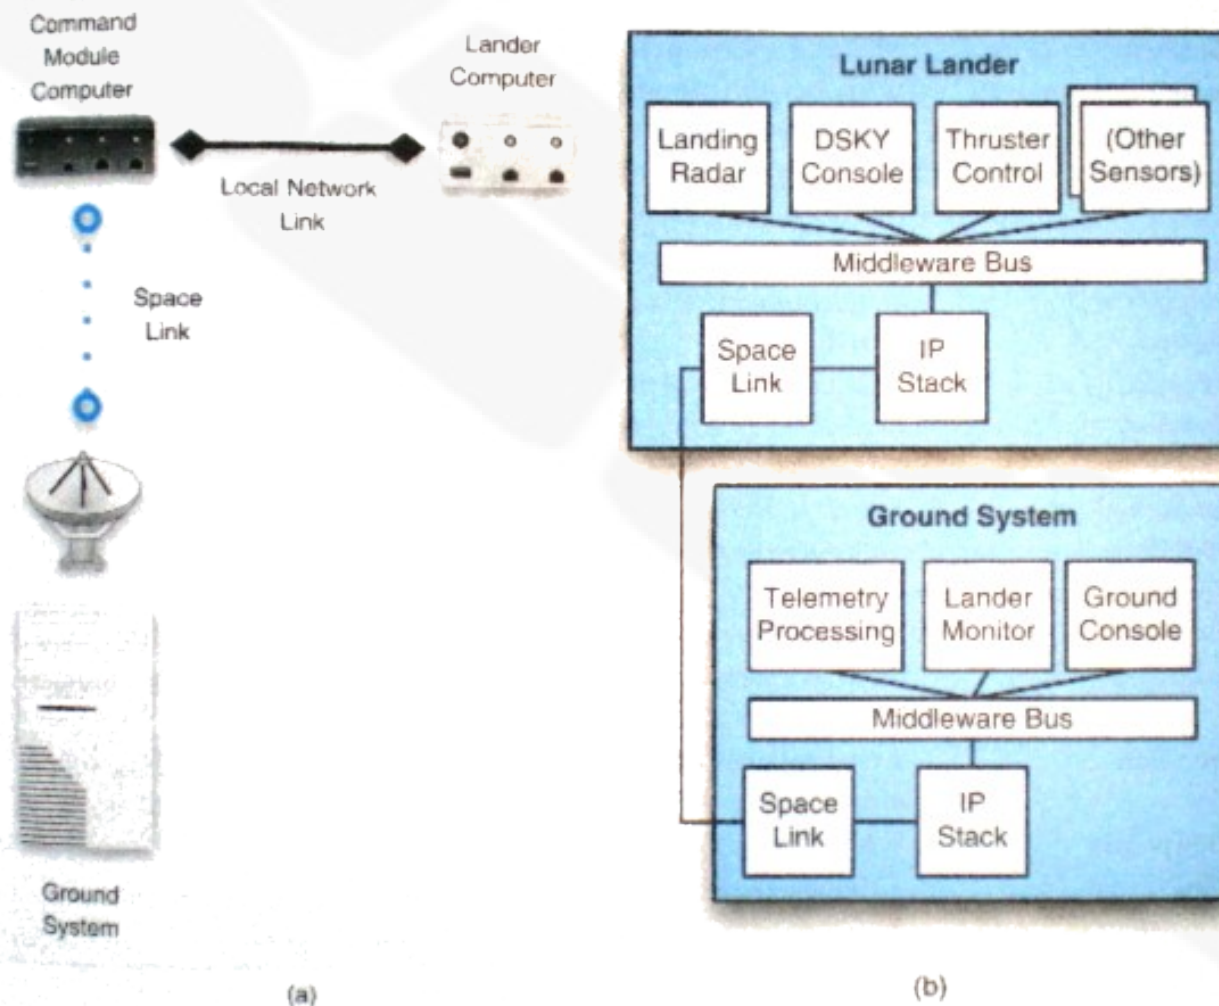 Command
Module
Computer
Lander
Computer
Local Network
Link
Space
Link
Ground
System
(a)
Lunar Lander
Landing
Radar
DSKY
Console
Thruster
Control
(Other
Sensors)
Middleware Bus
Space
Link
IP
Stack
Ground System
Telemetry
Processing
Lander
Monitor
Ground
Console
Middleware Bus
Space
Link
IP
Stack
(b)